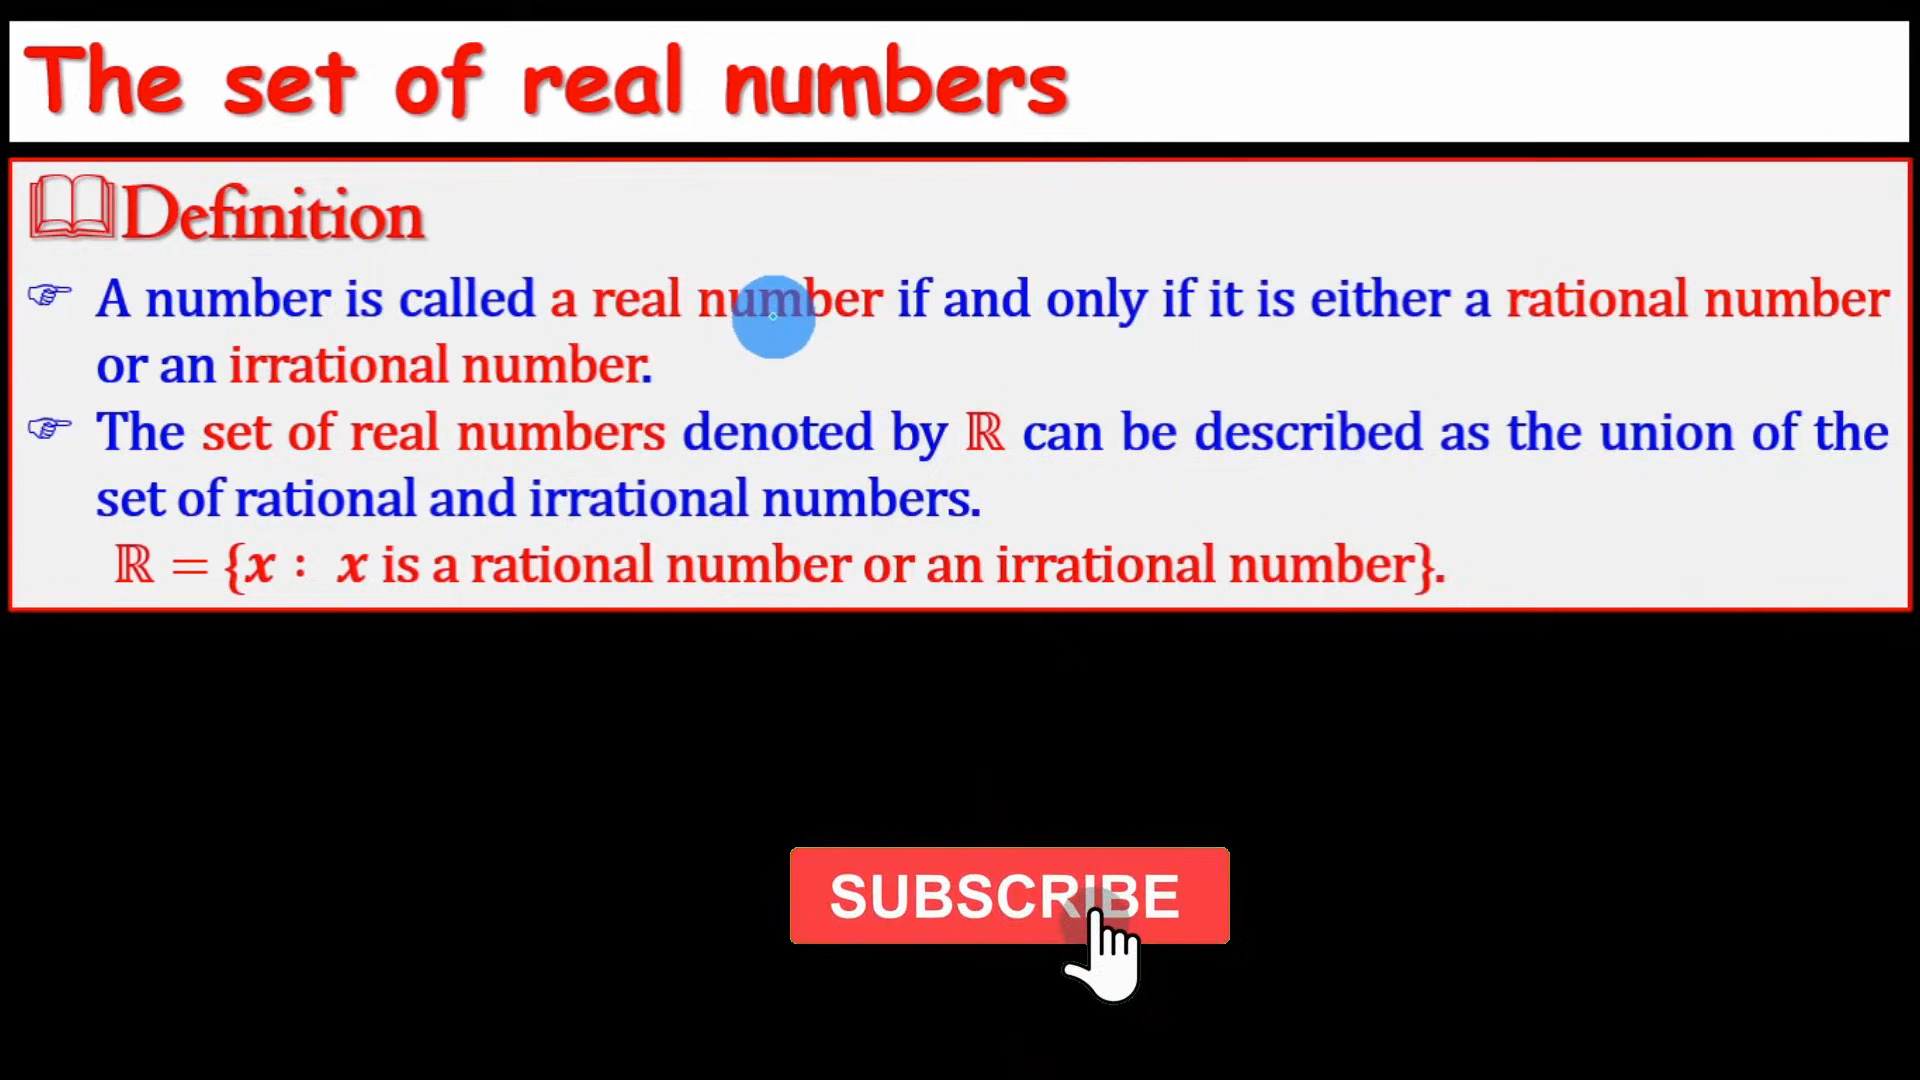 The set of real numbers
Definition
☞ A number is called a real number if and only if it is either a rational number
or an irrational number.
☞ The set of real numbers denoted by ℝ can be described as the union of the
set of rational and irrational numbers.
ℝ = {x : x is a rational number or an irrational number}.
SUBSCRIBE